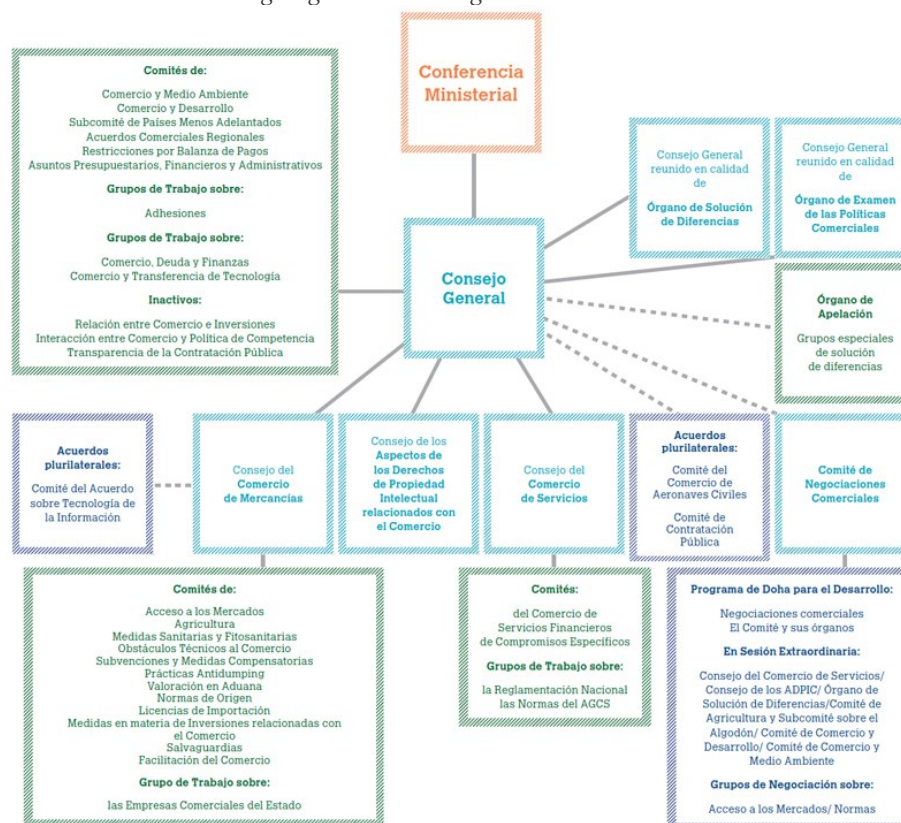 Comités de:
Comercio y Medio Ambiente
Comercio y Desarrollo
Subcomité de Países Menos Adelantados
Acuerdos Comerciales Regionales
Restricciones por Balanza de Pagos
Asuntos Presupuestarios, Financieros y Administrativos
Grupos de Trabajo sobre:
Adhesiones
Grupos de Trabajo sobre:
Comercio, Deuda y Finanzas
Comercio y Transferencia de Tecnología
Inactivos:
Relación entre Comercio e Inversiones
Interacción entre Comercio y Política de Competencia
Transparencia de la Contratación Pública
Conferencia
Ministerial
Consejo General
reunido en calidad
de
Órgano de Solución
de Diferencias
Consejo General
reunido en calidad
de
Órgano de Examen
de las Políticas
Comerciales
Consejo
General
Órgano de
Apelación
Grupos especiales
de solución
de diferencias
Acuerdos
plurilaterales:
Comité del Acuerdo
sobre Tecnología de
la Información
Consejo del
Comercio
de Mercancías
Consejo de los
Aspectos de
los Derechos
de Propiedad
Intelectual
relacionados con
el Comercio
Consejo del
Comercio
de Servicios
Acuerdos
plurilaterales:
Comité del
Comercio de
Aeronaves Civiles
Comité de
Contratación
Pública
Comité de
Negociaciones
Comerciales
Comités de:
Acceso a los Mercados
Agricultura
Medidas Sanitarias y Fitosanitarias
Obstáculos Técnicos al Comercio
Subvenciones y Medidas Compensatorias
Prácticas Antidumping
Valoración en Aduana
Normas de Origen
Licencias de Importación
Medidas en materia de Inversiones relacionadas con
el Comercio
Salvaguardias
Facilitación del Comercio
Grupo de Trabajo sobre:
las Empresas Comerciales del Estado
Comités:
del Comercio de
Servicios Financieros
de Compromisos Específicos
Grupos de Trabajo sobre:
la Reglamentación Nacional
las Normas del AGCS
Programa de Doha para el Desarrollo:
Negociaciones comerciales
El Comité y sus órganos
En Sesión Extraordinaria:
Consejo del Comercio de Servicios/
Consejo de los ADPIC/ Órgano de
Solución de Diferencias/Comité de
Agricultura y Subcomité sobre el
Algodón/ Comité de Comercio y
Desarrollo/ Comité de Comercio y
Medio Ambiente
Grupos de Negociación sobre:
Acceso a los Mercados/ Normas